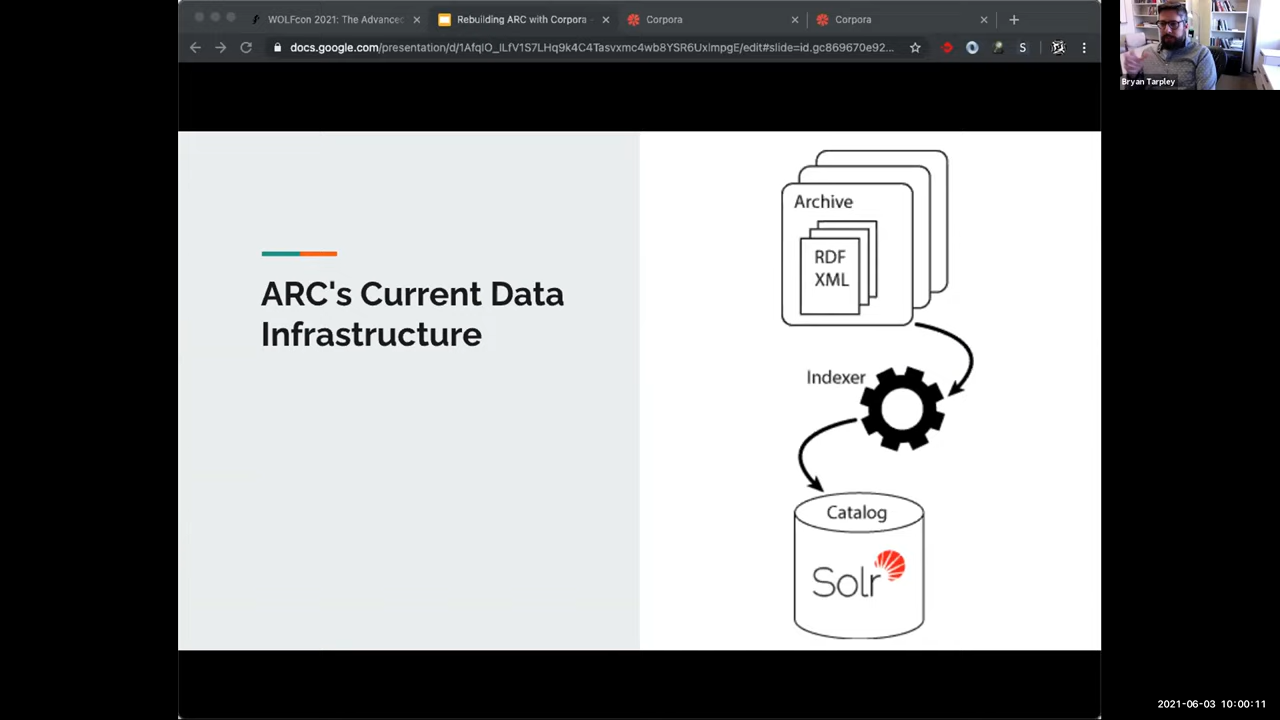 WOLFcon 2021: The Advanced
Rebuilding ARC with Corpora -
Corpora
Corpora
docs.google.com/presentation/d/1AfqIO_ILfV1S7LHq9k4C4Tasvxmc4wb8YSR6UxImpgE/edit#slide=id.gc869670e92...
S
Bryan Tarpley
ARC's Current Data
Infrastructure
Archive
RDF
XML
Indexer
Catalog
Solr
2021-06-03 10:00:11